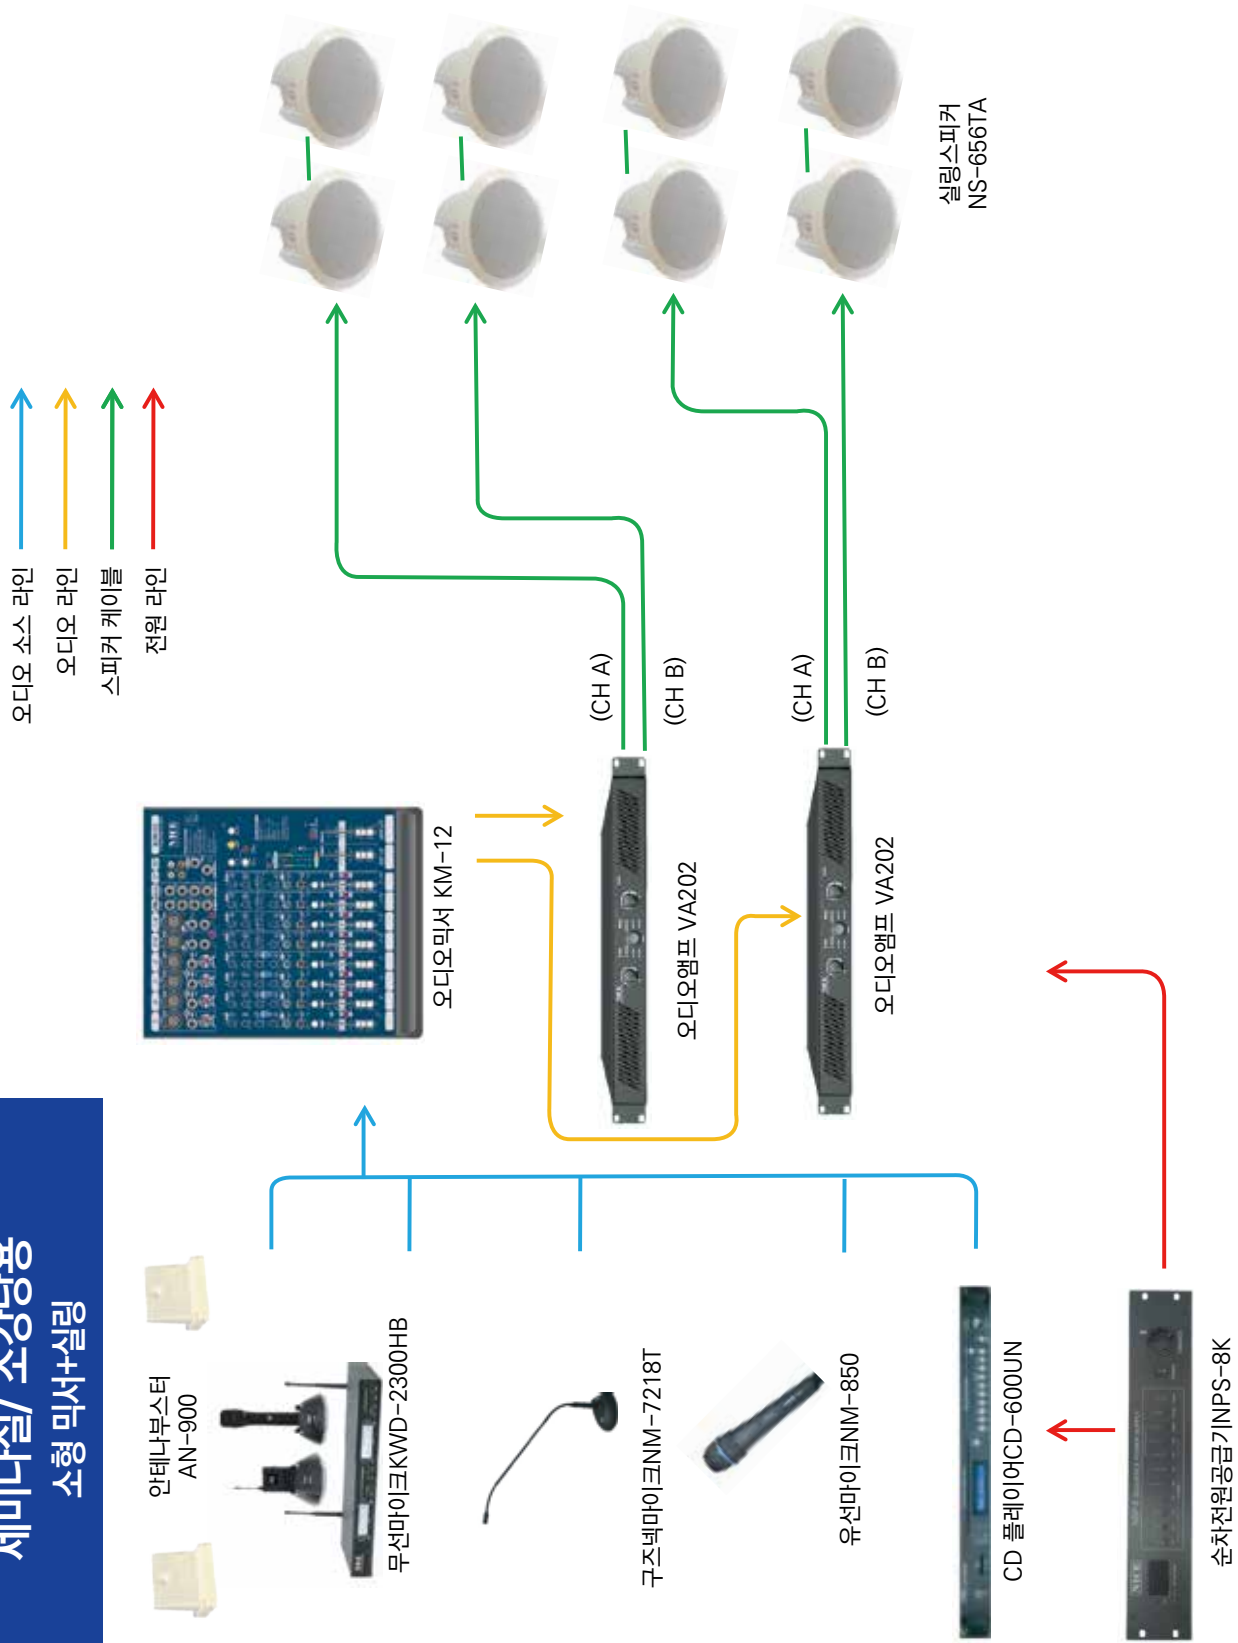 세미나실/ 소강당용
소형 믹서+실링
오디오 소스 라인
오디오 라인
스피커 케이블
전원 라인
안테나부스터
AN-900
무선마이크KWD-2300HB
구즈넥마이크NM-7218T
유선마이크NM-850
CD 플레이어CD-600UN
순차전원공급기NPS-8K
오디오믹서 KM-12
오디오앰프 VA202
(CH A)
(CH B)
오디오앰프 VA202
(CH A)
(CH B)
실링스피커
NS-656TA